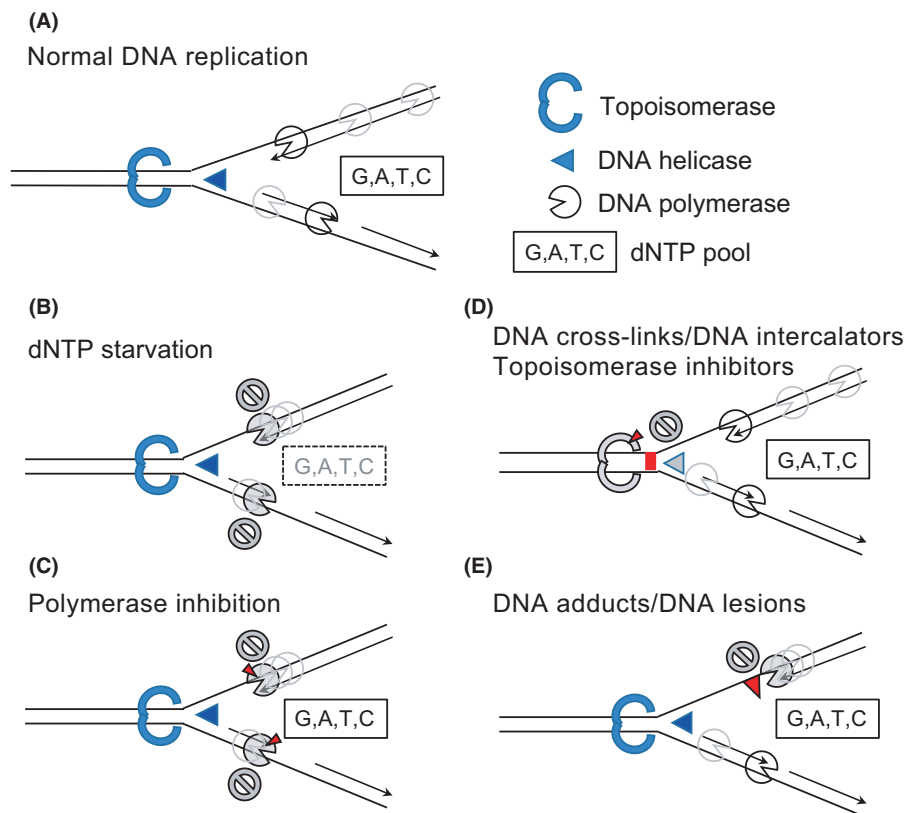 (A)
Normal DNA replication
G,A,T,C
Topoisomerase
DNA helicase
DNA polymerase
G,A,T,C dNTP pool
(B)
dNTP starvation
G,A,T,C
(D)
DNA cross-links/DNA intercalators
Topoisomerase inhibitors
G,A,T,C
(C)
Polymerase inhibition
G,A,T,C
(E)
DNA adducts/DNA lesions
G,A,T,C